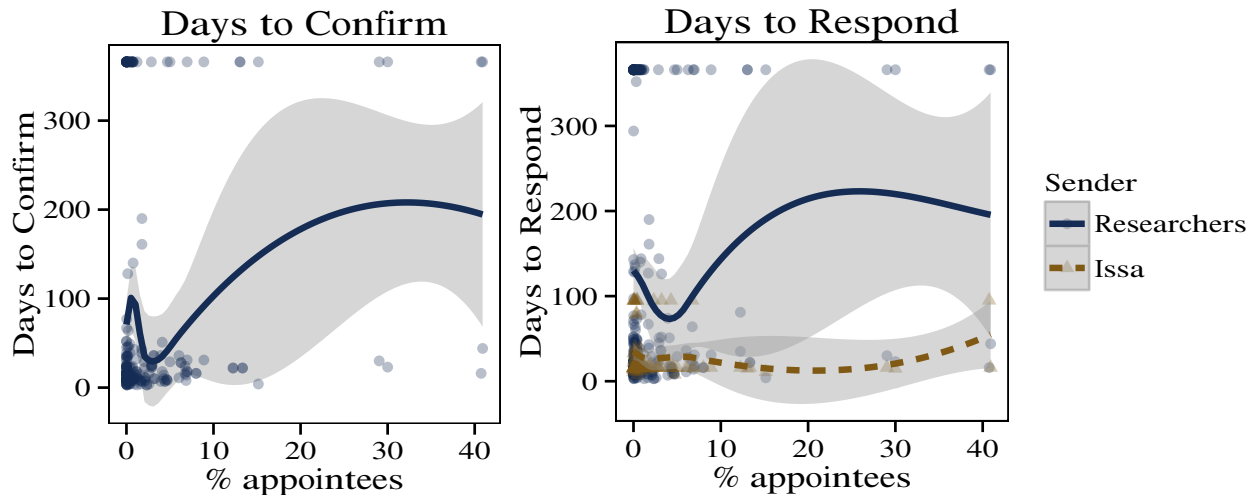 Days to Confirm
Days to Confirm
300
200
100
0
0 10 20 30 40
% appointees
Days to Respond
Days to Respond
300
200
100
0
0 10 20 30 40
% appointees
Sender
Researchers
Issa